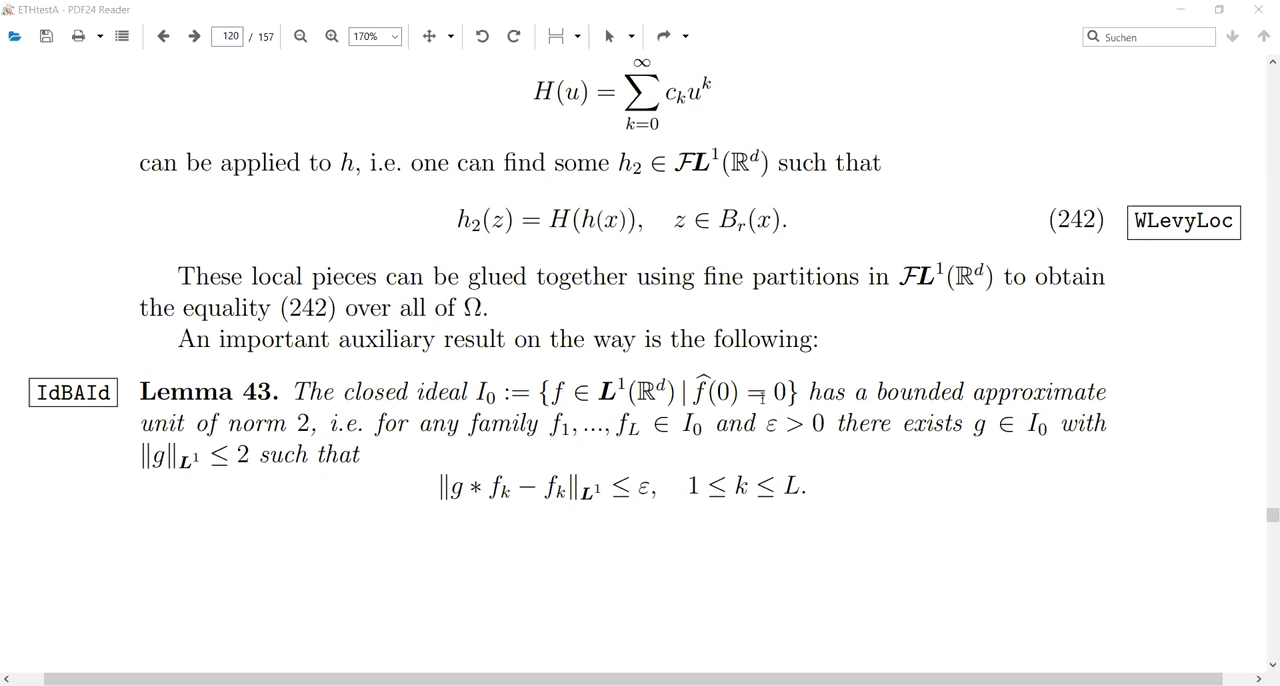 ETHtestA - PDF24 Reader
120 / 157 170% Suchen
H(u) = ∑_{k=0}^{∞} c_k u^k
can be applied to h, i.e. one can find some h₂ ∈ 𝓕L¹(ℝᵈ) such that
h₂(z) = H(h(x)), z ∈ B_r(x). (242) WLevyLoc
These local pieces can be glued together using fine partitions in 𝓕L¹(ℝᵈ) to obtain
the equality (242) over all of Ω.
An important auxiliary result on the way is the following:
IdBAId Lemma 43. The closed ideal I₀ := {f ∈ L¹(ℝᵈ) | f̂(0) = 0} has a bounded approximate
unit of norm 2, i.e. for any family f₁, ..., f_L ∈ I₀ and ε > 0 there exists g ∈ I₀ with
‖g‖_{L¹} ≤ 2 such that
‖g * f_k − f_k‖_{L¹} ≤ ε, 1 ≤ k ≤ L.